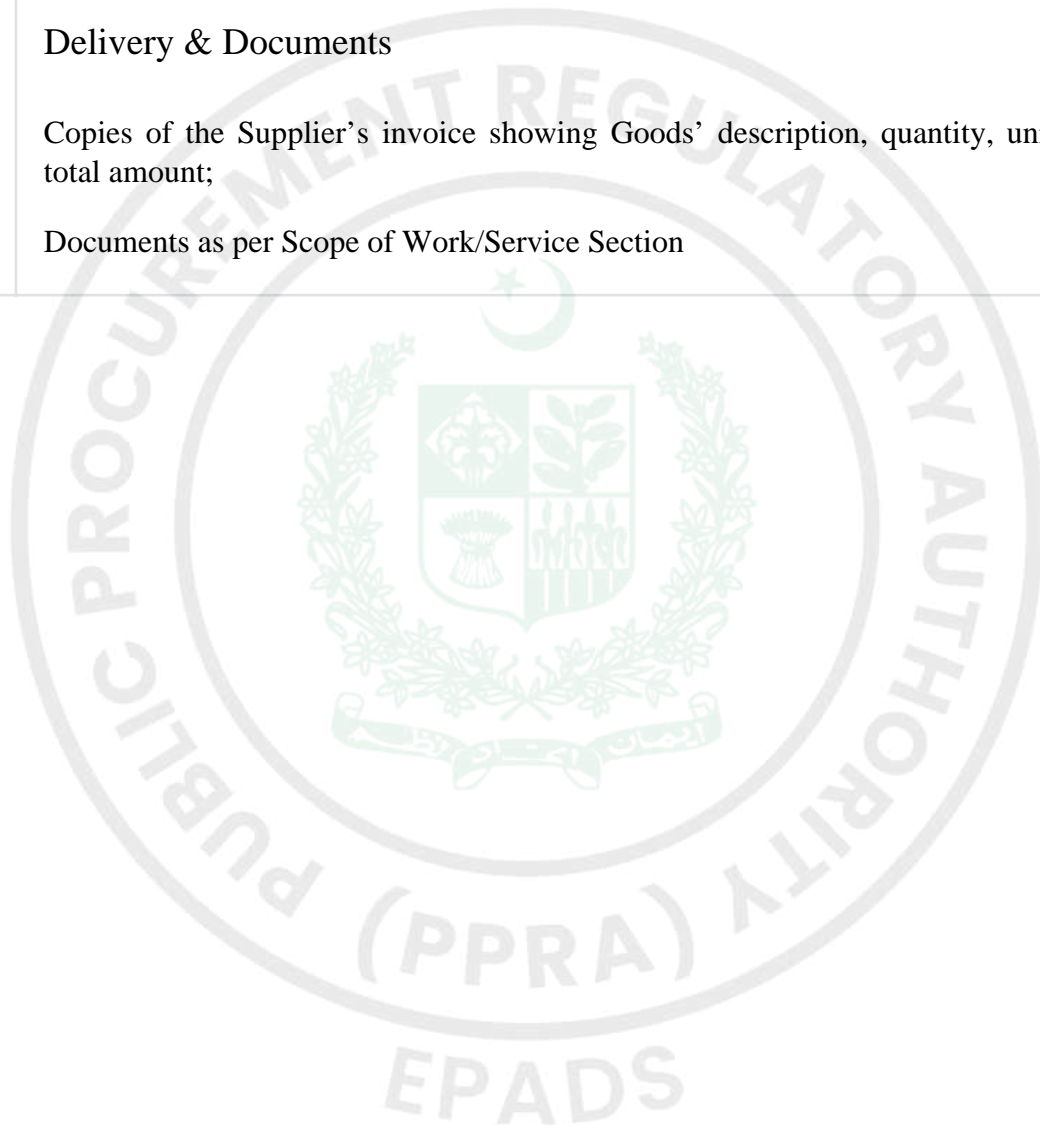 Delivery & Documents
Copies of the Supplier’s invoice showing Goods’ description, quantity,
total amount;
Documents as per Scope of Work/Service Section
PUBLIC PROCUREMENT REGULATORY AUTHORITY
(PPRA)
EPADS